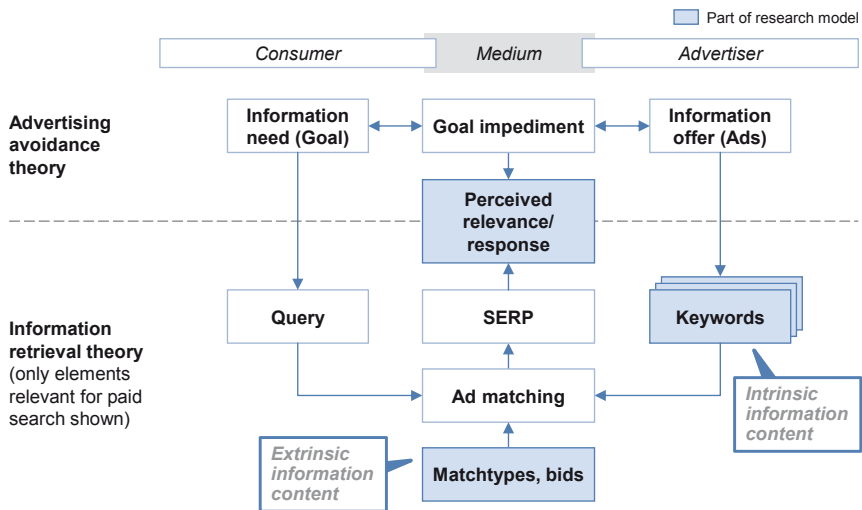 Part of research model
Consumer
Medium
Advertiser
Advertising
avoidance
theory
Information
need (Goal)
Goal impediment
Information
offer (Ads)
Perceived
relevance/
response
Information
retrieval theory
(only elements
relevant for paid
search shown)
Query
SERP
Keywords
Ad matching
Intrinsic
information
content
Extrinsic
information
content
Matchtypes, bids